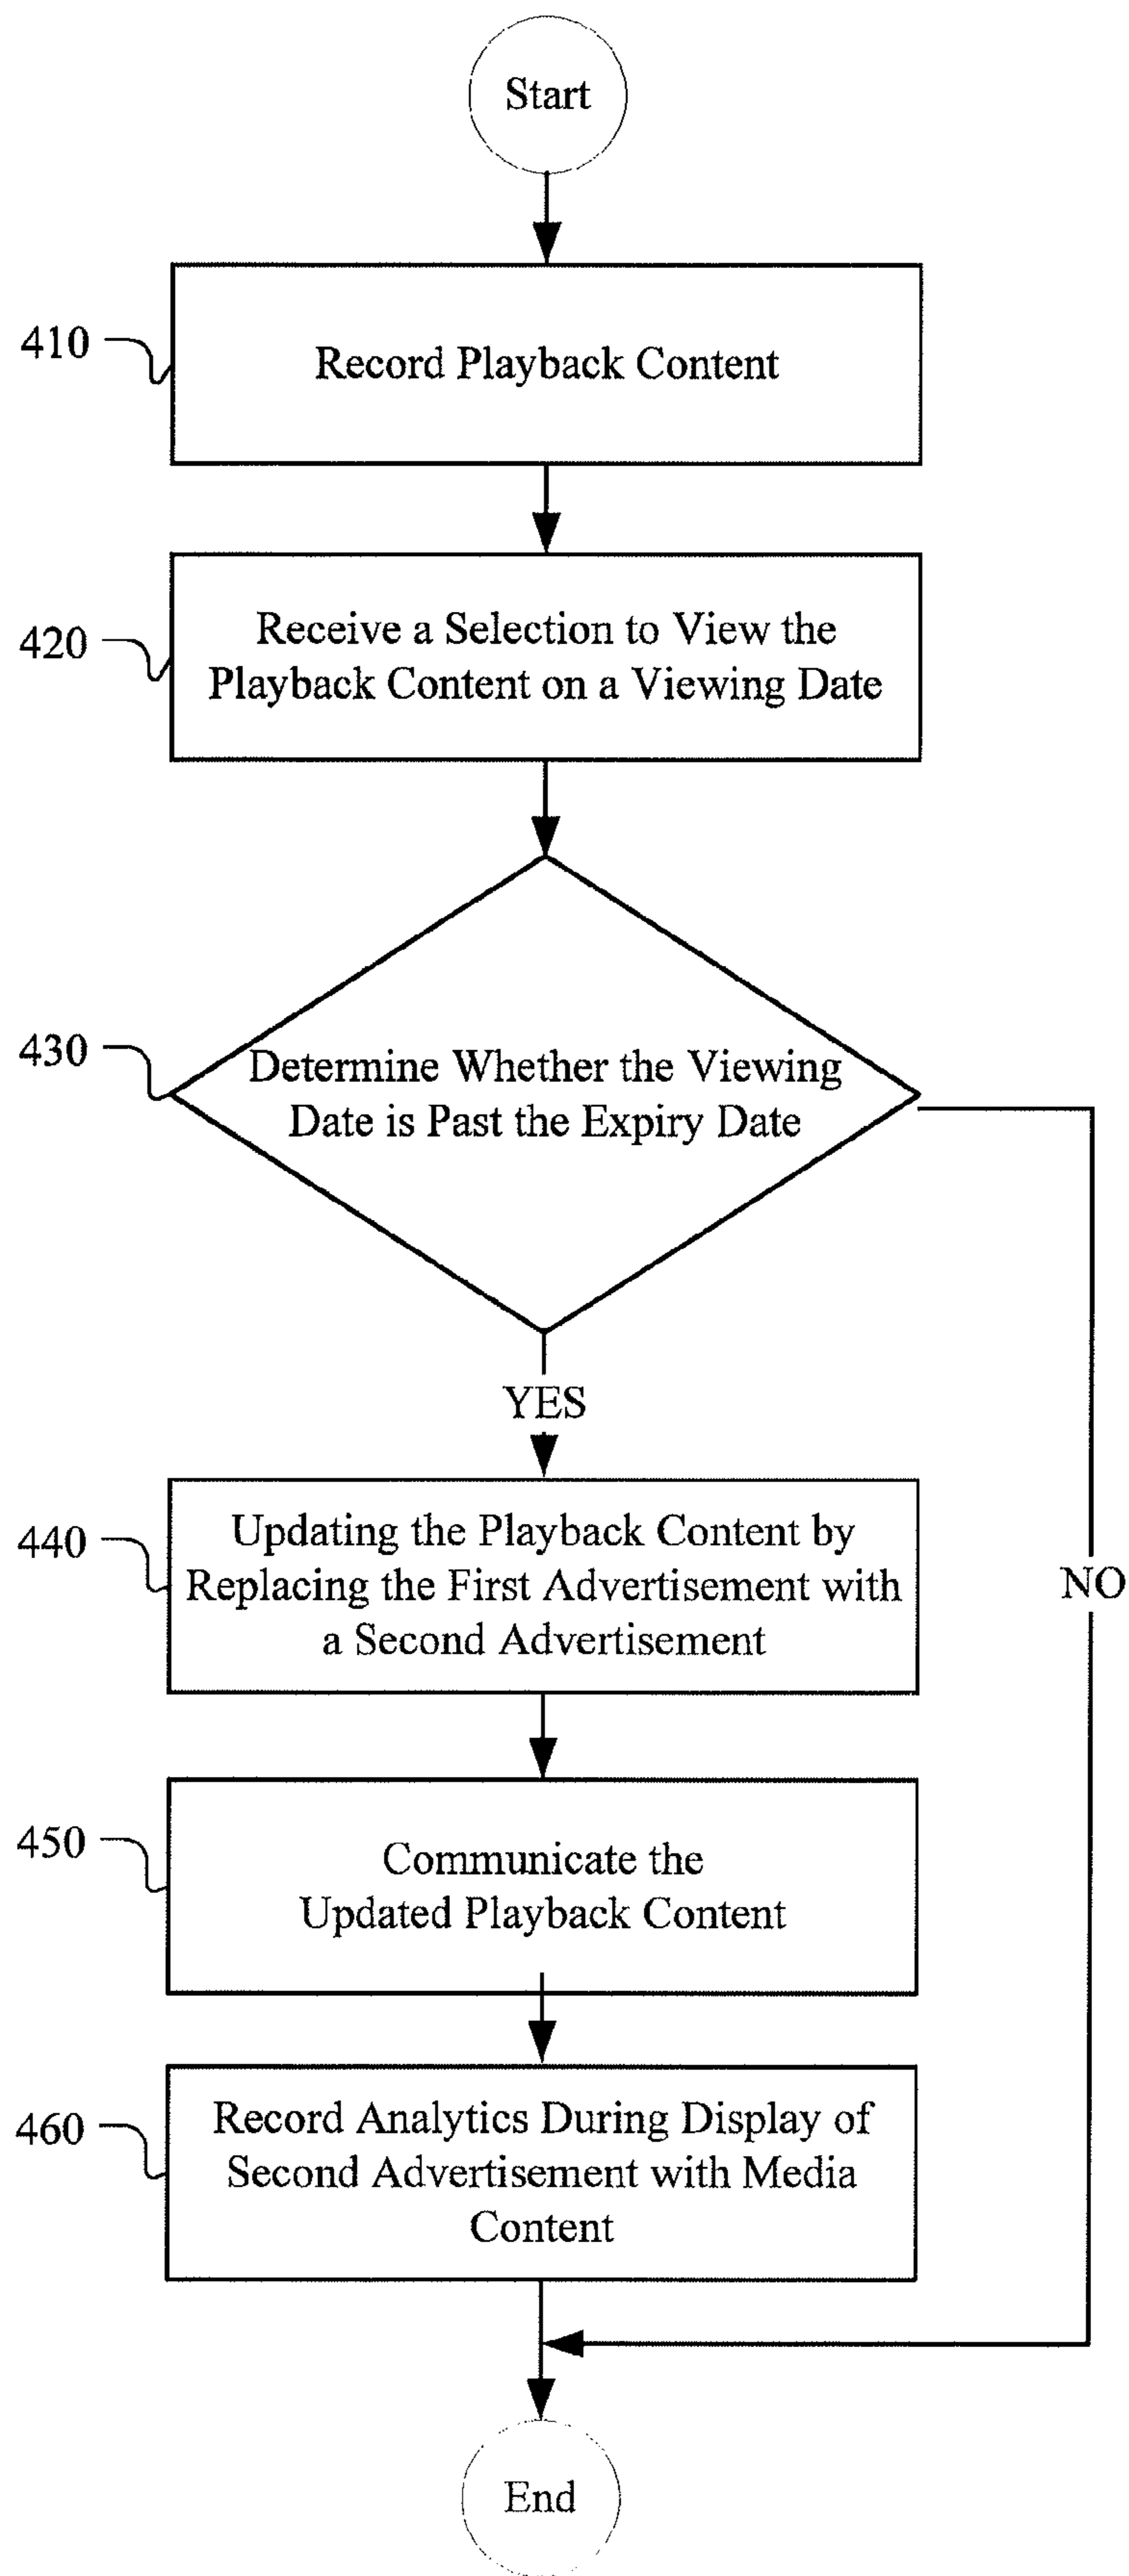 Start
410
Record Playback Content
420
Receive a Selection to View the
Playback Content on a Viewing Date
430
Determine Whether the Viewing
Date is Past the Expiry Date
YES
440
Updating the Playback Content by
Replacing the First Advertisement with
a Second Advertisement
NO
450
Communicate the
Updated Playback Content
460
Record Analytics During Display of
Second Advertisement with Media
Content
End